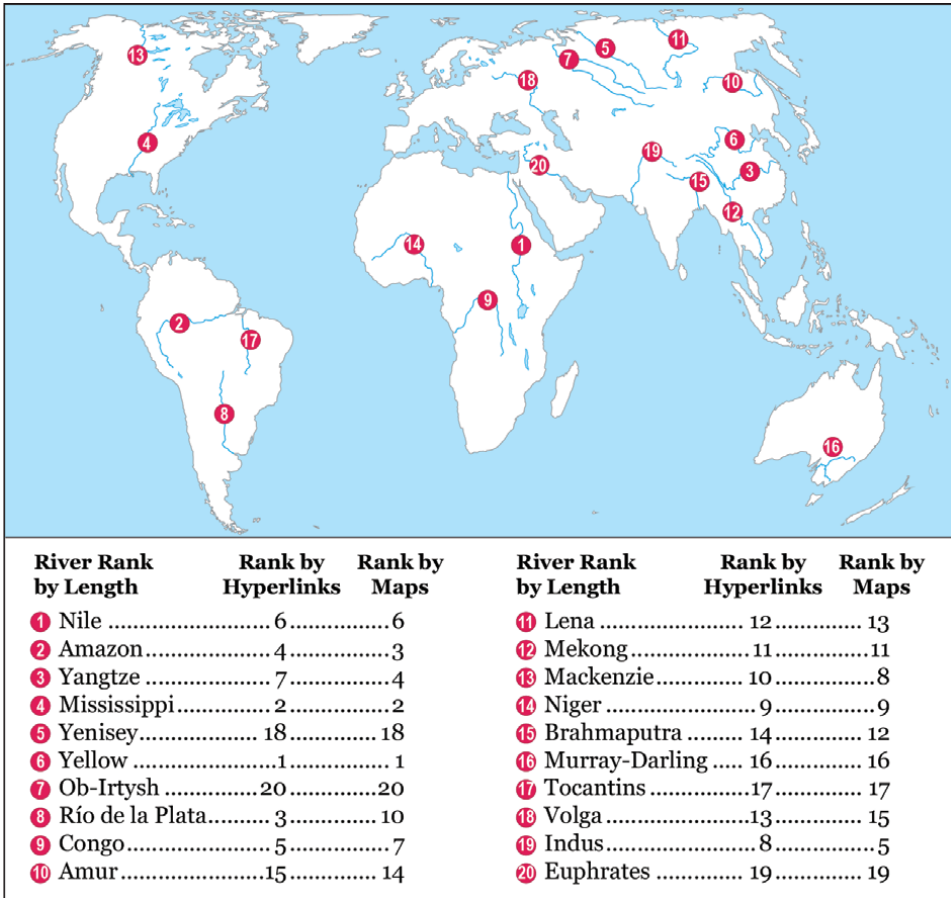 13
11
5
7
18
10
4
6
19
20
3
15
12
14
1
9
2
17
8
16
River Rank by Length Rank by Hyperlinks Rank by Maps
1 Nile .................... 6 ............ 6
2 Amazon ................ 4 ............ 3
3 Yangtze ................ 7 ............ 4
4 Mississippi ............ 2 ............ 2
5 Yenisey ................ 18 ............ 18
6 Yellow ................ 1 ............ 1
7 Ob-Irtysh ............ 20 ............ 20
8 Río de la Plata ........ 3 ............ 10
9 Congo ................ 5 ............ 7
10 Amur ................ 15 ............ 14
River Rank by Length Rank by Hyperlinks Rank by Maps
11 Lena ................ 12 ............ 13
12 Mekong ............ 11 ............ 11
13 Mackenzie ............ 10 ............ 8
14 Niger ................ 9 ............ 9
15 Brahmaputra ........ 14 ............ 12
16 Murray-Darling ...... 16 ............ 16
17 Tocantins ............ 17 ............ 17
18 Volga ................ 13 ............ 15
19 Indus ................ 8 ............ 5
20 Euphrates ............ 19 ............ 19